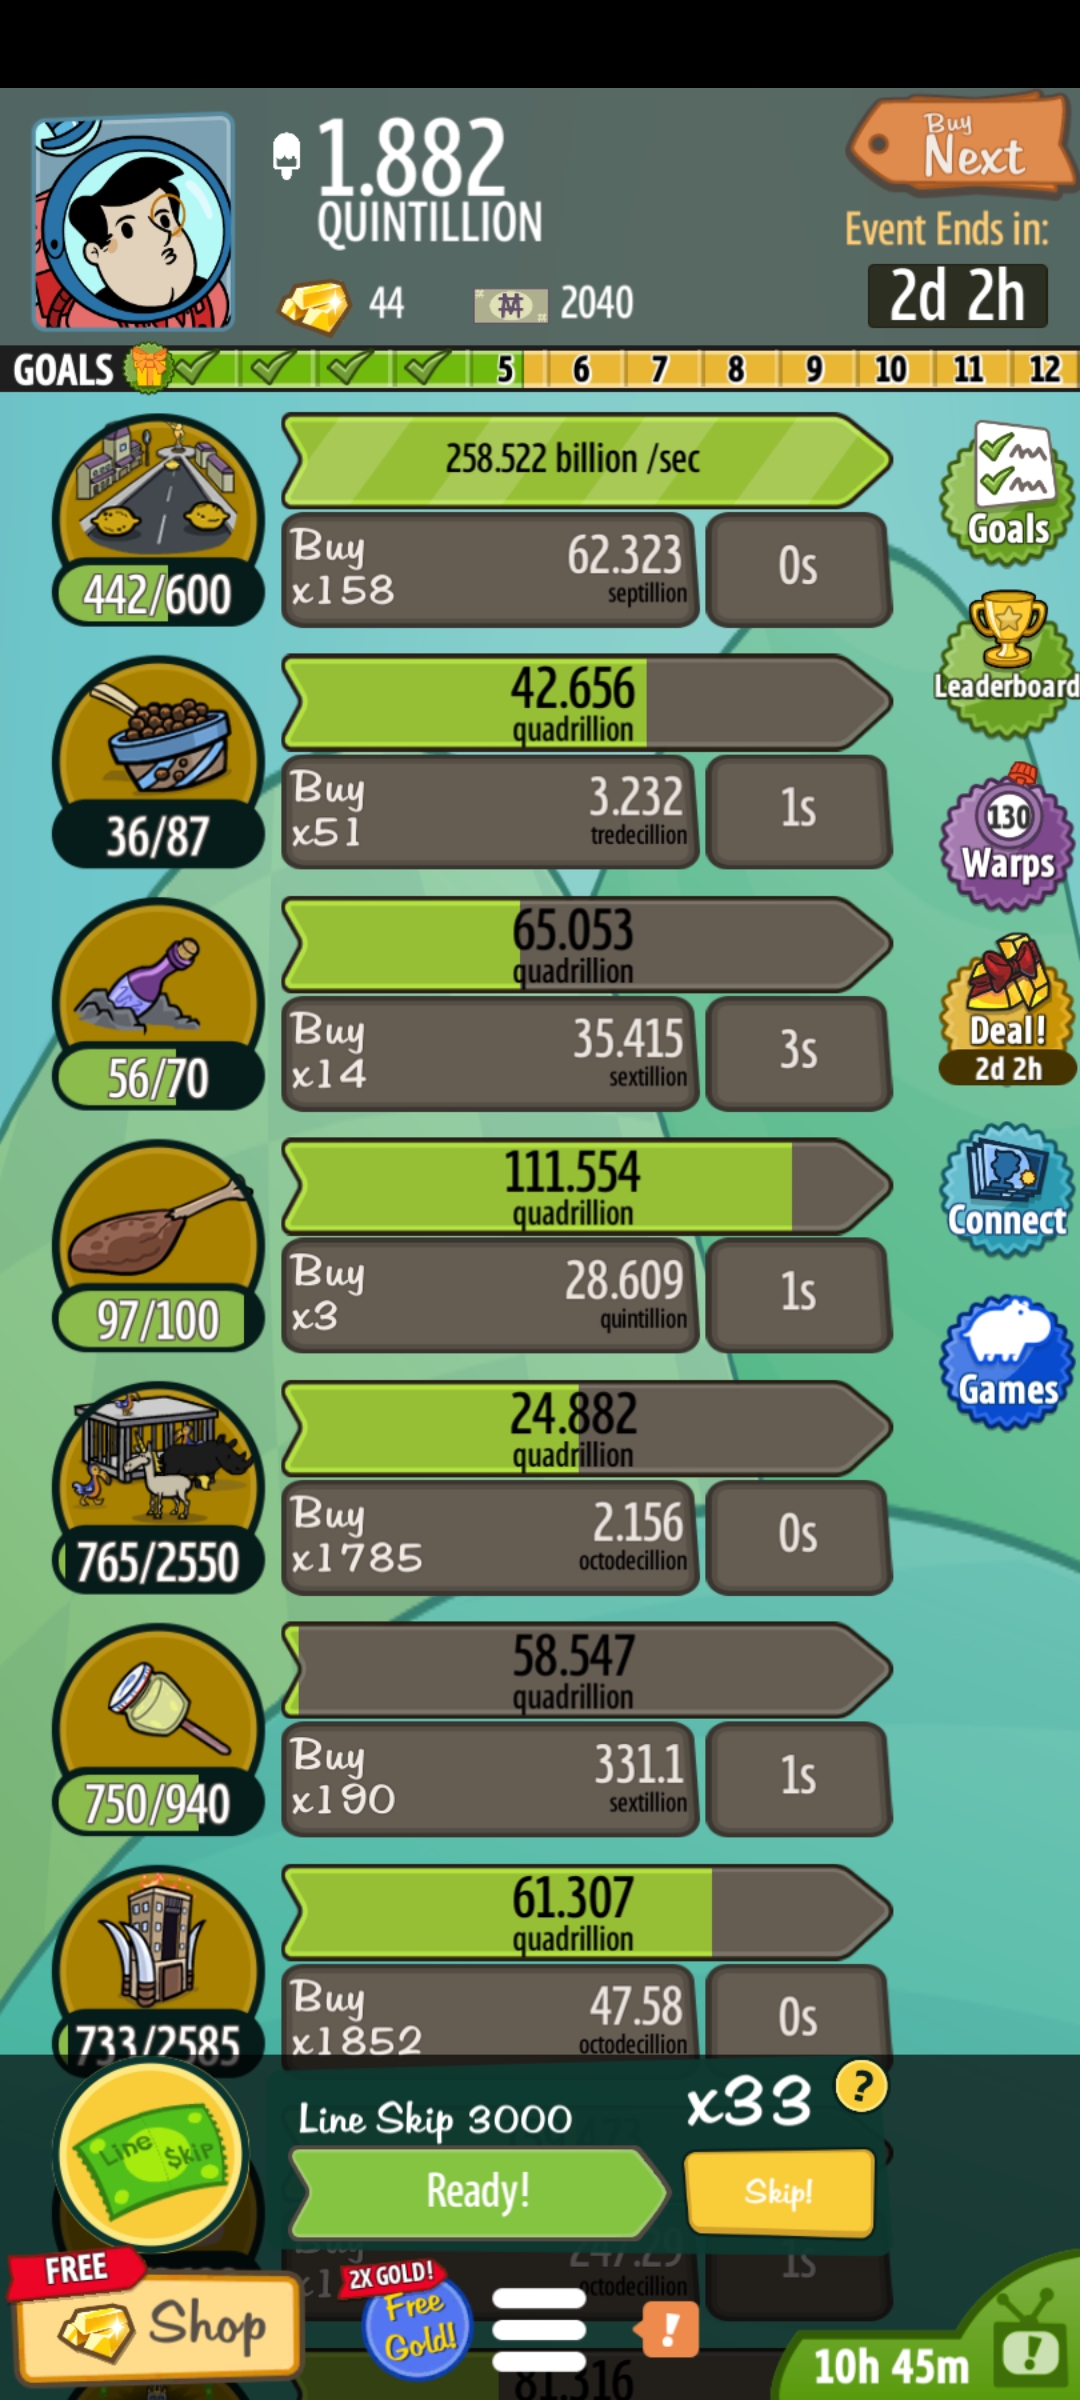 1.882
QUINTILLION
Buy
Next
Event Ends in:
2d 2h
44
2040
GOALS 5 6 7 8 9 10 11 12
258.522 billion /sec
442/600
Buy
x158
62.323
septillion
0s
Goals
42.656
quadrillion
36/87
Buy
x51
3.232
tredecillion
1s
Leaderboard
65.053
quadrillion
56/70
Buy
x14
35.415
sextillion
3s
130
Warps
Deal!
2d 2h
111.554
quadrillion
97/100
Buy
x3
28.609
quintillion
1s
Connect
Games
24.882
quadrillion
765/2550
Buy
x1785
2.156
octodecillion
0s
58.547
quadrillion
750/940
Buy
x190
331.1
sextillion
1s
61.307
quadrillion
733/2585
Buy
x1852
47.58
octodecillion
0s
Line Skip
Line Skip 3000
x33
?
Ready!
Skip!
247.29
octodecillion
1s
FREE
Shop
2X GOLD!
Free
Gold!
!
10h 45m
!
81.316